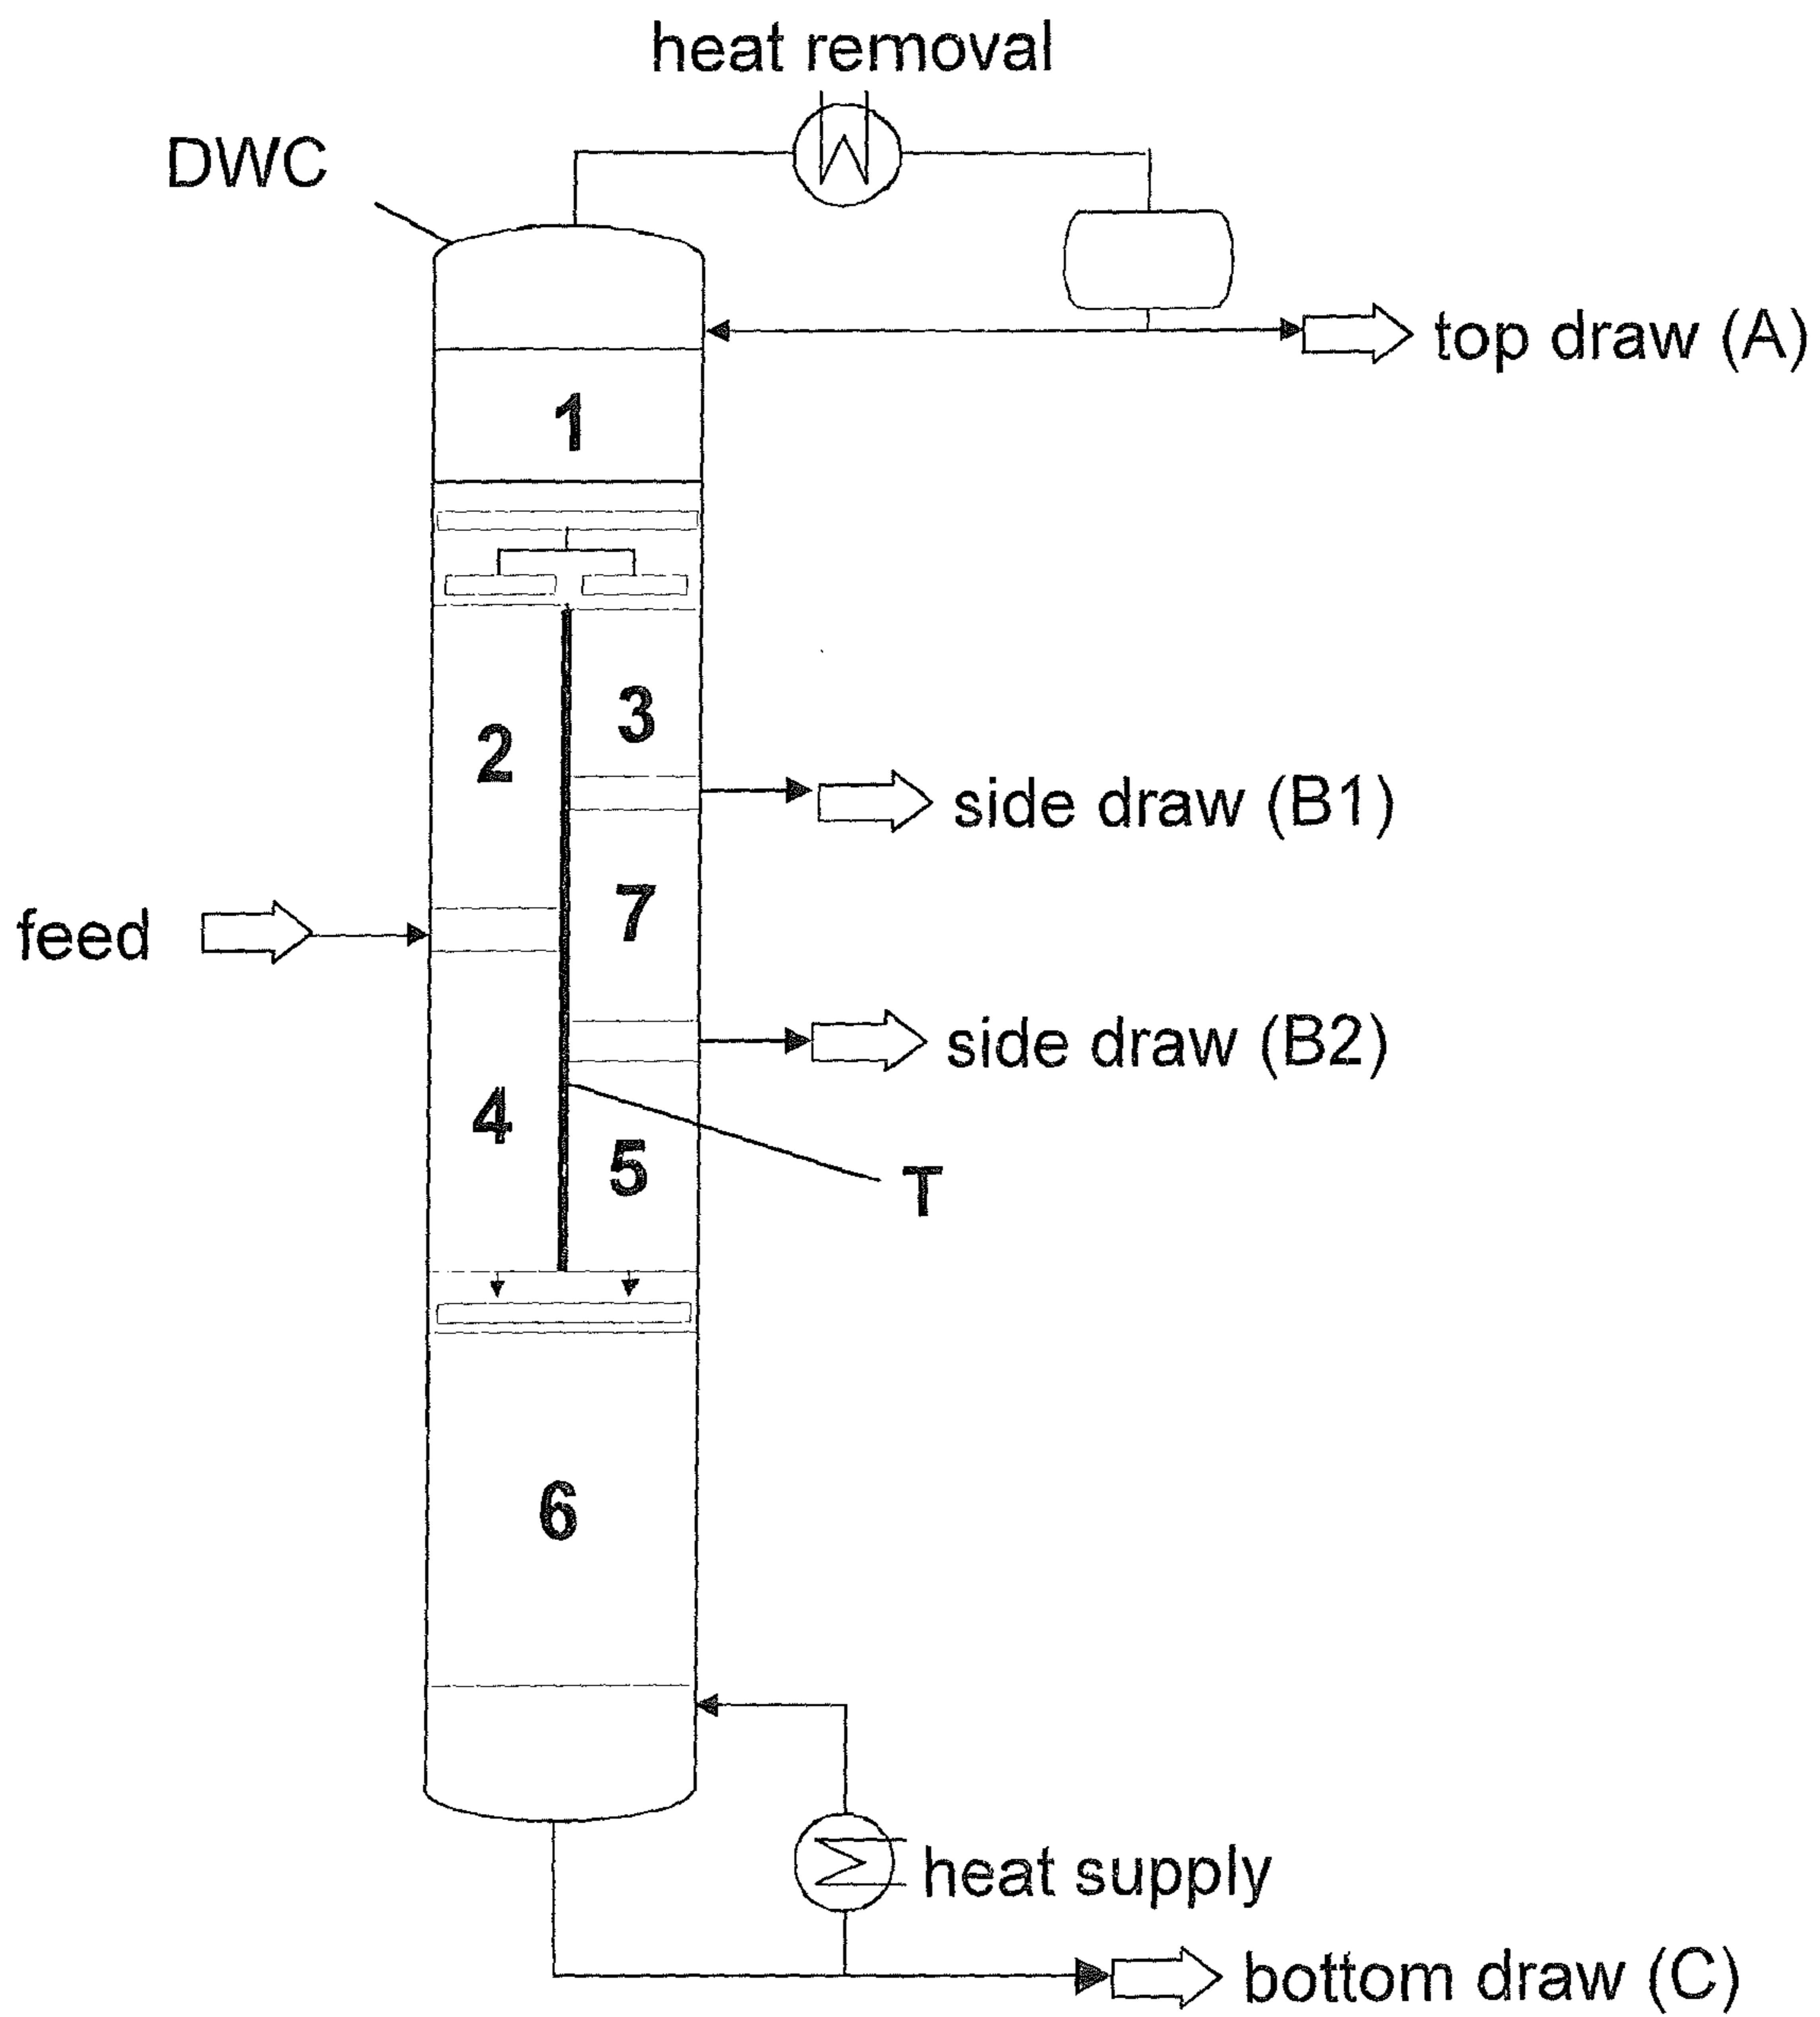 heat removal
DWC
top draw (A)
1
2
3
side draw (B1)
7
feed
side draw (B2)
4
5
T
6
heat supply
bottom draw (C)